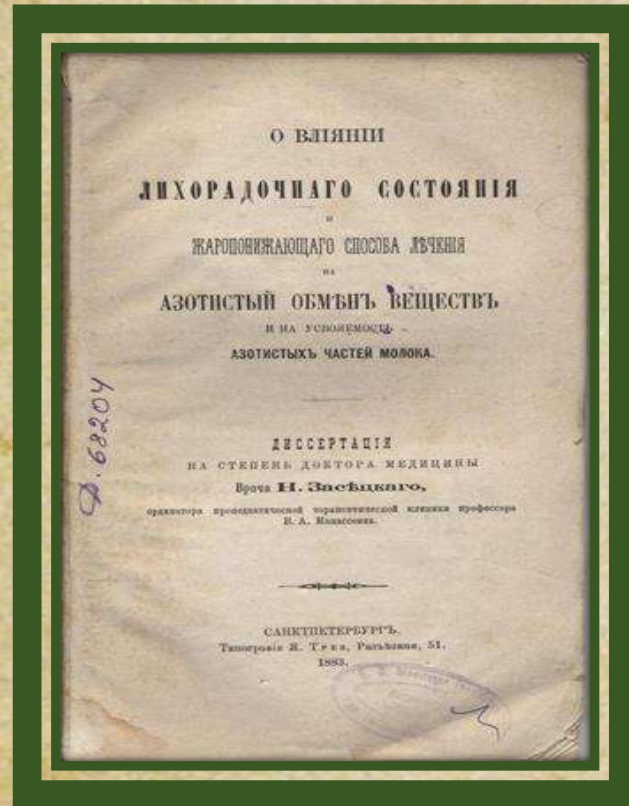 О ВЛІЯНІИ
ЛИХОРАДОЧНАГО СОСТОЯНІЯ
И
ЖАРОПОНИЖАЮЩАГО СПОСОБА ЛѢЧЕНІЯ
НА
АЗОТИСТЫЙ ОБМѢНЪ ВЕЩЕСТВЪ
И НА УСВОЯЕМОСТЬ
АЗОТИСТЫХЪ ЧАСТЕЙ МОЛОКА.
ДИССЕРТАЦІЯ
НА СТЕПЕНЬ ДОКТОРА МЕДИЦИНЫ
Врача Н. Засѣцкаго,
ординатора пропедевтической терапевтической клиники профессора
В. А. Манассеина.
САНКТПЕТЕРБУРГЪ.
Типографія Я. Трея, Разъѣзжая, 51.
1883.
Ф: 68204